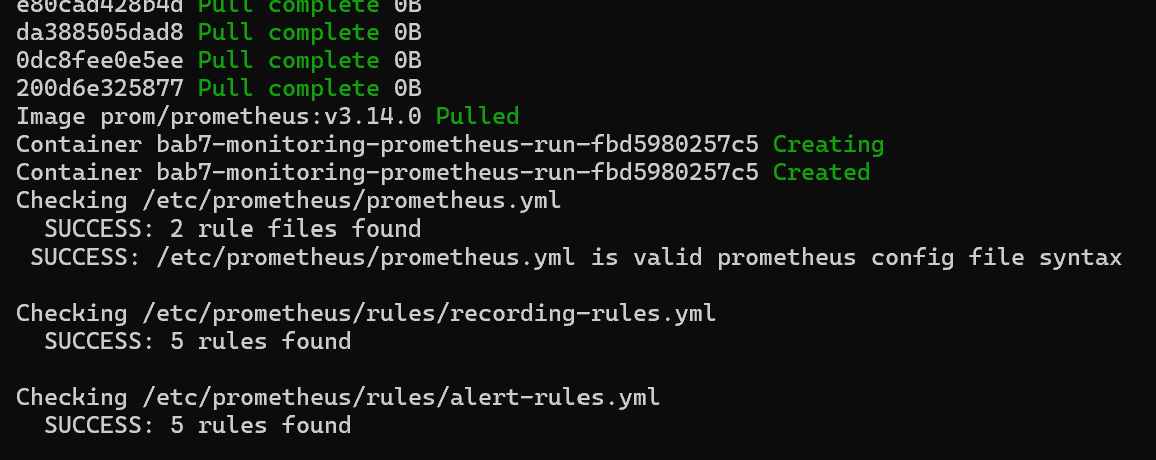 e80cad428b4d Pull complete 0B
da388505dad8 Pull complete 0B
0dc8fee0e5ee Pull complete 0B
200d6e325877 Pull complete 0B
Image prom/prometheus:v3.14.0 Pulled
Container bab7-monitoring-prometheus-run-fbd5980257c5 Creating
Container bab7-monitoring-prometheus-run-fbd5980257c5 Created
Checking /etc/prometheus/prometheus.yml
  SUCCESS: 2 rule files found
 SUCCESS: /etc/prometheus/prometheus.yml is valid prometheus config file syntax

Checking /etc/prometheus/rules/recording-rules.yml
  SUCCESS: 5 rules found

Checking /etc/prometheus/rules/alert-rules.yml
  SUCCESS: 5 rules found